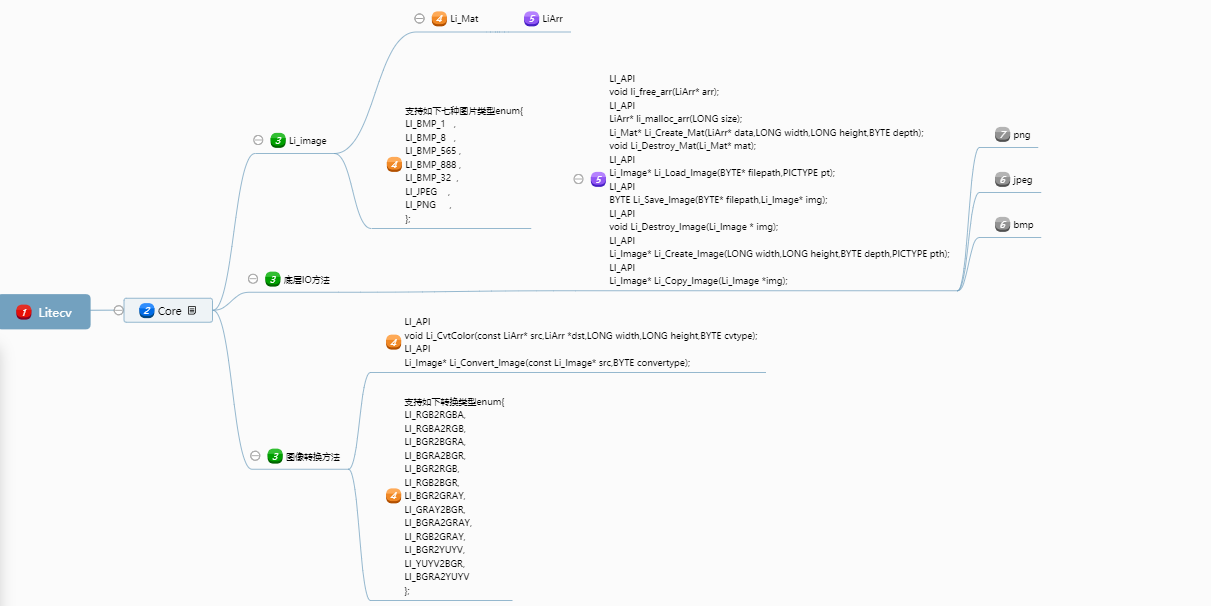 1 Litecv
2 Core
3 Li_image
4 Li_Mat
5 LiArr
4
支持如下七种图片类型enum{
LI_BMP_1 ,
LI_BMP_8 ,
LI_BMP_565 ,
LI_BMP_888 ,
LI_BMP_32 ,
LI_JPEG ,
LI_PNG ,
};
3 底层IO方法
5
LI_API
void li_free_arr(LiArr* arr);
LI_API
LiArr* li_malloc_arr(LONG size);
Li_Mat* Li_Create_Mat(LiArr* data,LONG width,LONG height,BYTE depth);
void Li_Destroy_Mat(Li_Mat* mat);
LI_API
Li_Image* Li_Load_Image(BYTE* filepath,PICTYPE pt);
LI_API
BYTE Li_Save_Image(BYTE* filepath,Li_Image* img);
LI_API
void Li_Destroy_Image(Li_Image * img);
LI_API
Li_Image* Li_Create_Image(LONG width,LONG height,BYTE depth,PICTYPE pth);
LI_API
Li_Image* Li_Copy_Image(Li_Image *img);
7 png
6 jpeg
6 bmp
3 图像转换方法
4
LI_API
void Li_CvtColor(const LiArr* src,LiArr *dst,LONG width,LONG height,BYTE cvtype);
LI_API
Li_Image* Li_Convert_Image(const Li_Image* src,BYTE convertype);
4
支持如下转换类型enum{
LI_RGB2RGBA,
LI_RGBA2RGB,
LI_BGR2BGRA,
LI_BGRA2BGR,
LI_BGR2RGB,
LI_RGB2BGR,
LI_BGR2GRAY,
LI_GRAY2BGR,
LI_BGRA2GRAY,
LI_RGB2GRAY,
LI_BGR2YUYV,
LI_YUYV2BGR,
LI_BGRA2YUYV
};